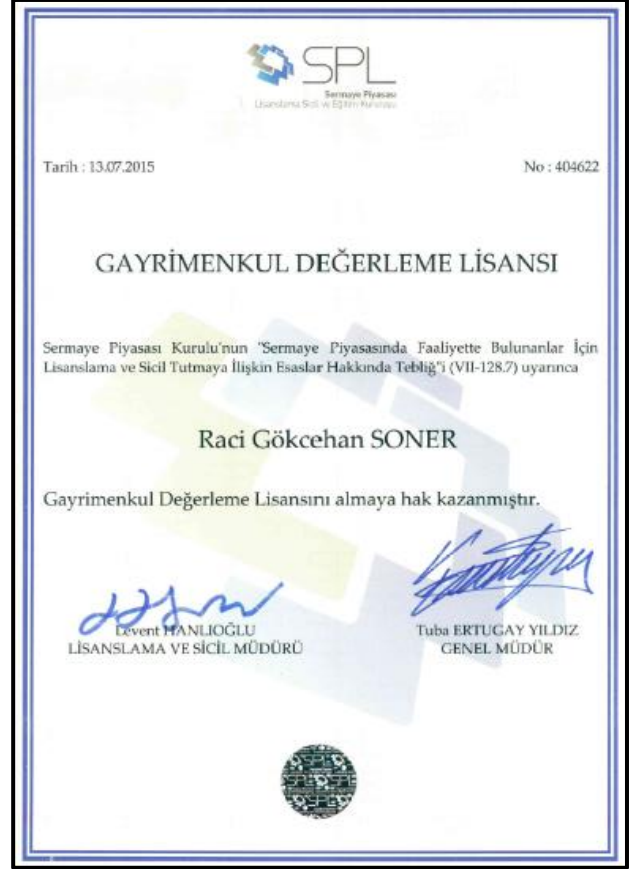 SPL
Sermaye Piyasası
Lisanslama Sicil ve Eğitim Kuruluşu
Tarih : 13.07.2015
No : 404622
GAYRİMENKUL DEĞERLEME LİSANSI
Sermaye Piyasası Kurulu'nun "Sermaye Piyasasında Faaliyette Bulunanlar İçin
Lisanslama ve Sicil Tutmaya İlişkin Esaslar Hakkında Tebliğ"i (VII-128.7) uyarınca
Raci Gökcehan SONER
Gayrimenkul Değerleme Lisansını almaya hak kazanmıştır.
Levent HANLIOĞLU
LİSANSLAMA VE SİCİL MÜDÜRÜ
Tuba ERTUGAY YILDIZ
GENEL MÜDÜR
SPL